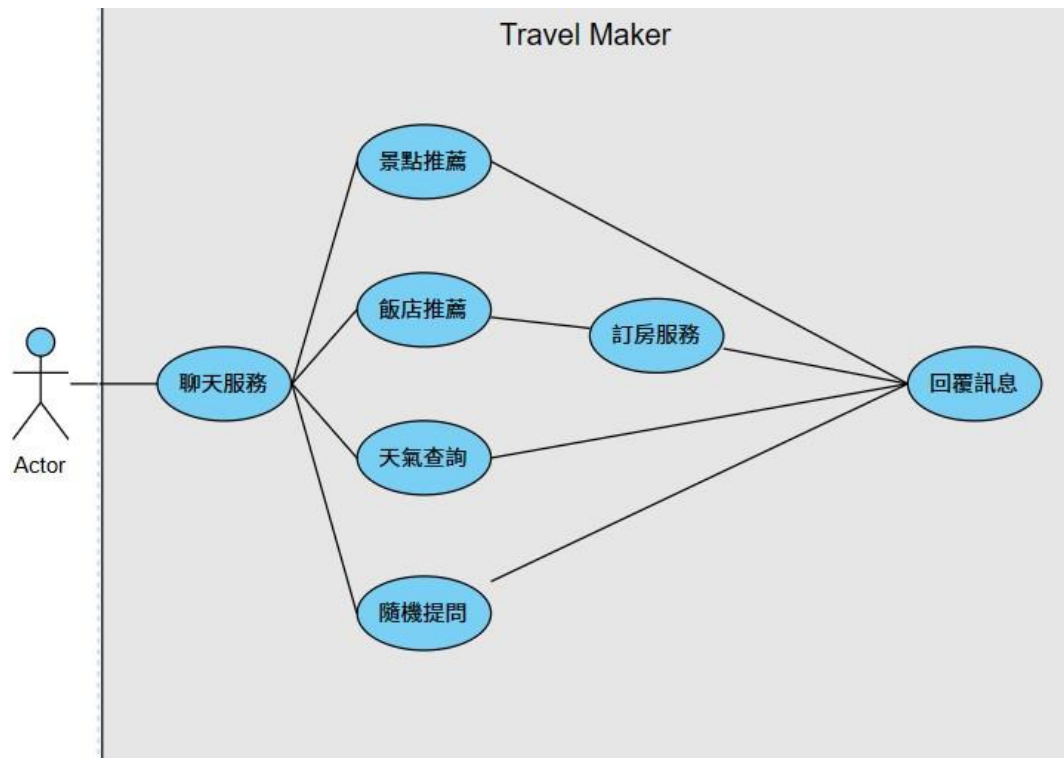 Travel Maker
景點推薦
飯店推薦
訂房服務
聊天服務
回覆訊息
天氣查詢
Actor
隨機提問